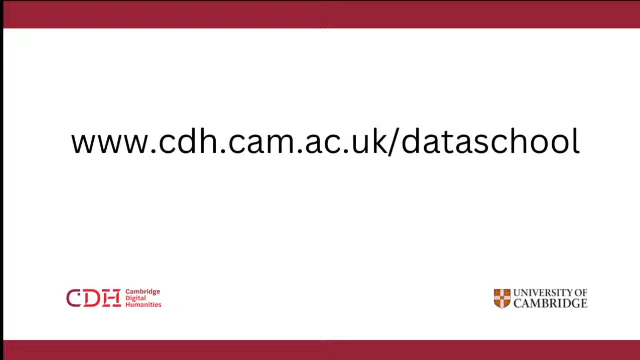 www.cdh.cam.ac.uk/dataschool
CDH
Cambridge
Digital
Humanities
UNIVERSITY OF
CAMBRIDGE